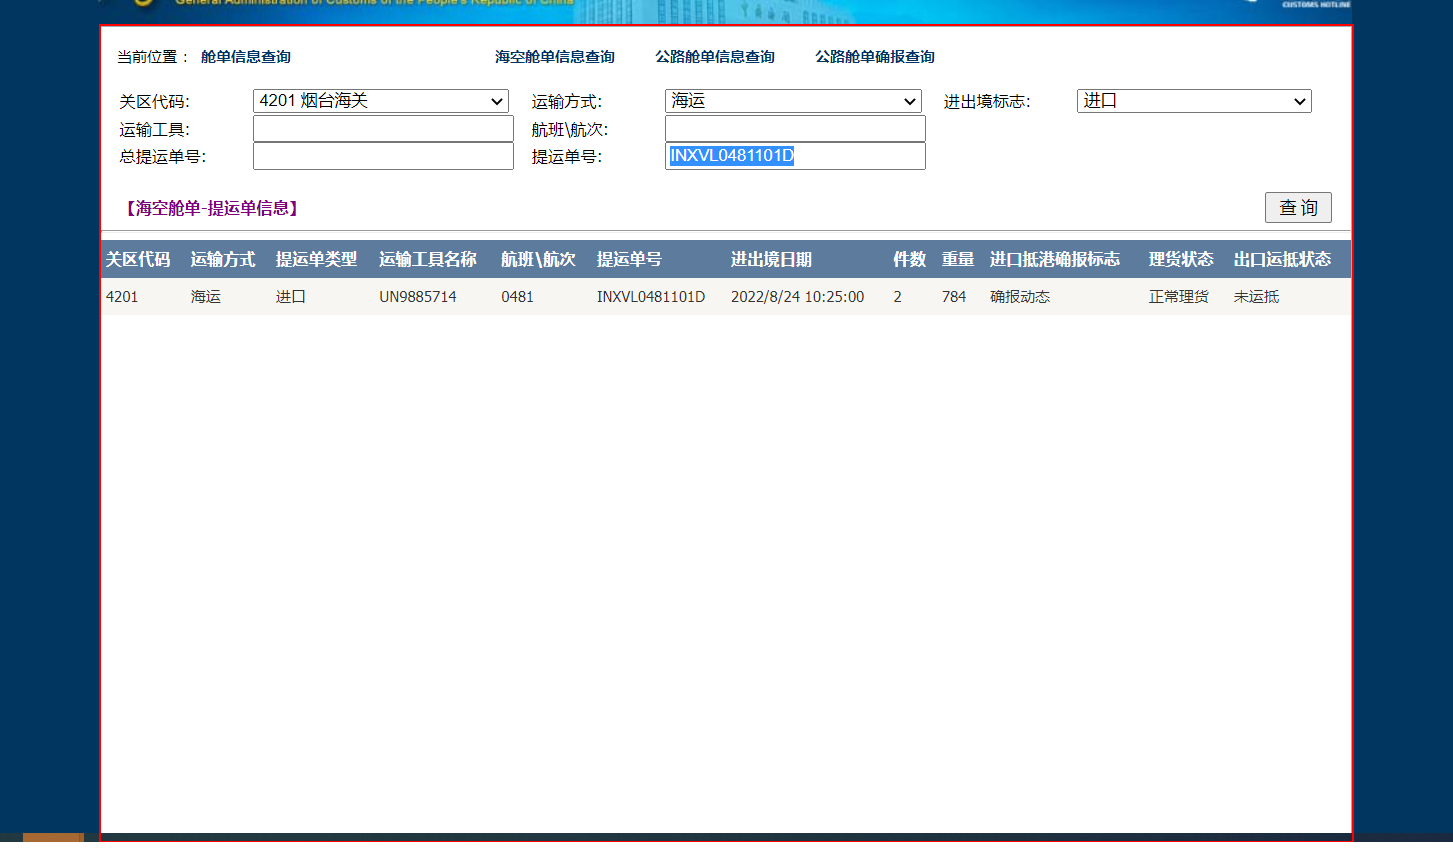 General Administration of Customs of the People's Republic of China
CUSTOMS HOTLINE
当前位置： 舱单信息查询 海空舱单信息查询 公路舱单信息查询 公路舱单确报查询
关区代码: 4201 烟台海关 运输方式: 海运 进出境标志: 进口
运输工具: 航班\航次:
总提运单号: 提运单号: INXVL0481101D
【海空舱单-提运单信息】 查 询
关区代码 运输方式 提运单类型 运输工具名称 航班\航次 提运单号 进出境日期 件数 重量 进口抵港确报标志 理货状态 出口运抵状态
4201 海运 进口 UN9885714 0481 INXVL0481101D 2022/8/24 10:25:00 2 784 确报动态 正常理货 未运抵